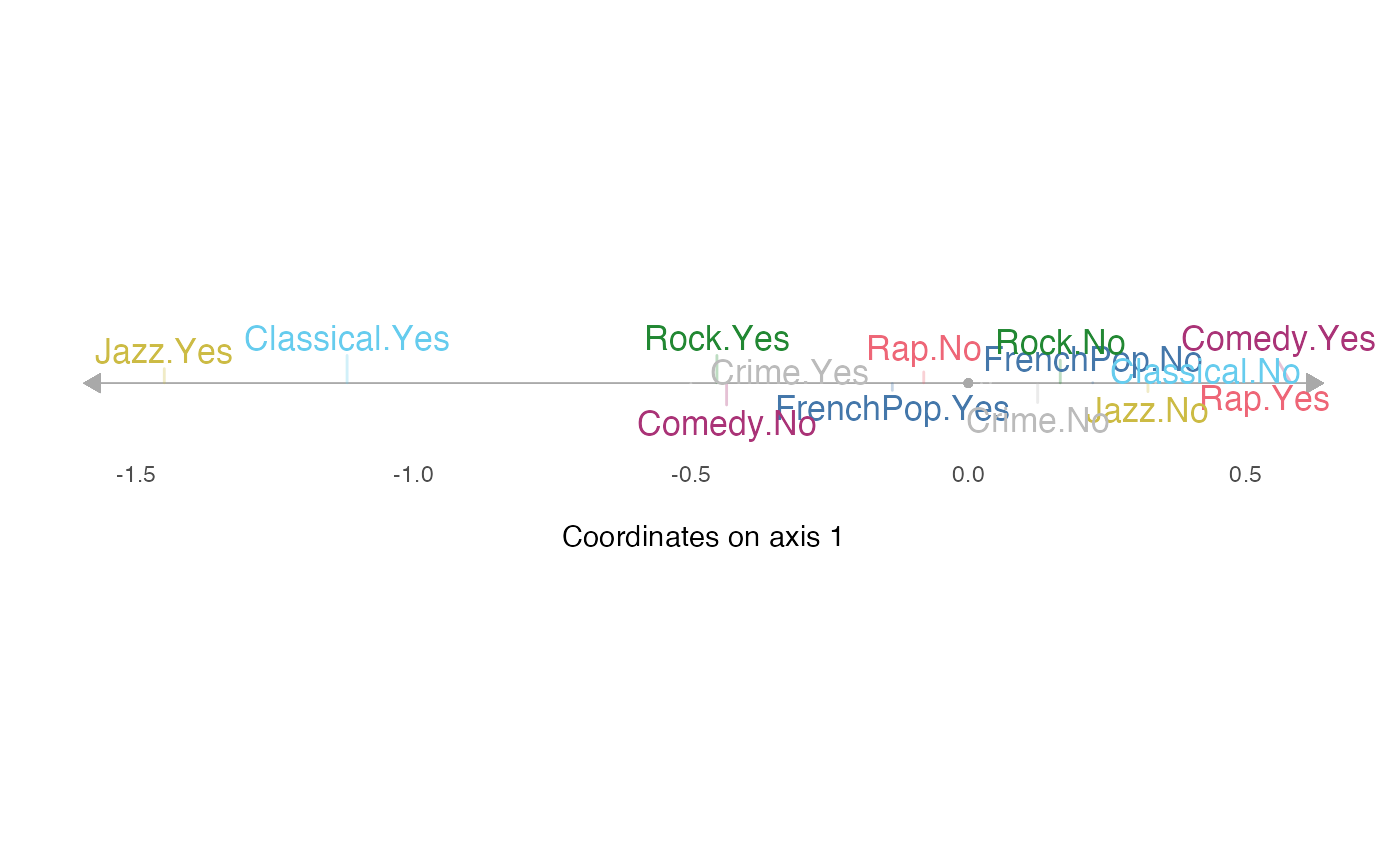 Jazz.Yes
Classical.Yes
Rock.Yes
Crime.Yes
Rap.No
Rock.No
FrenchPop.No
Comedy.Yes
Classical.No
Comedy.No
FrenchPop.Yes
Crime.No
Jazz.No
Rap.Yes
-1.5 -1.0 -0.5 0.0 0.5
Coordinates on axis 1